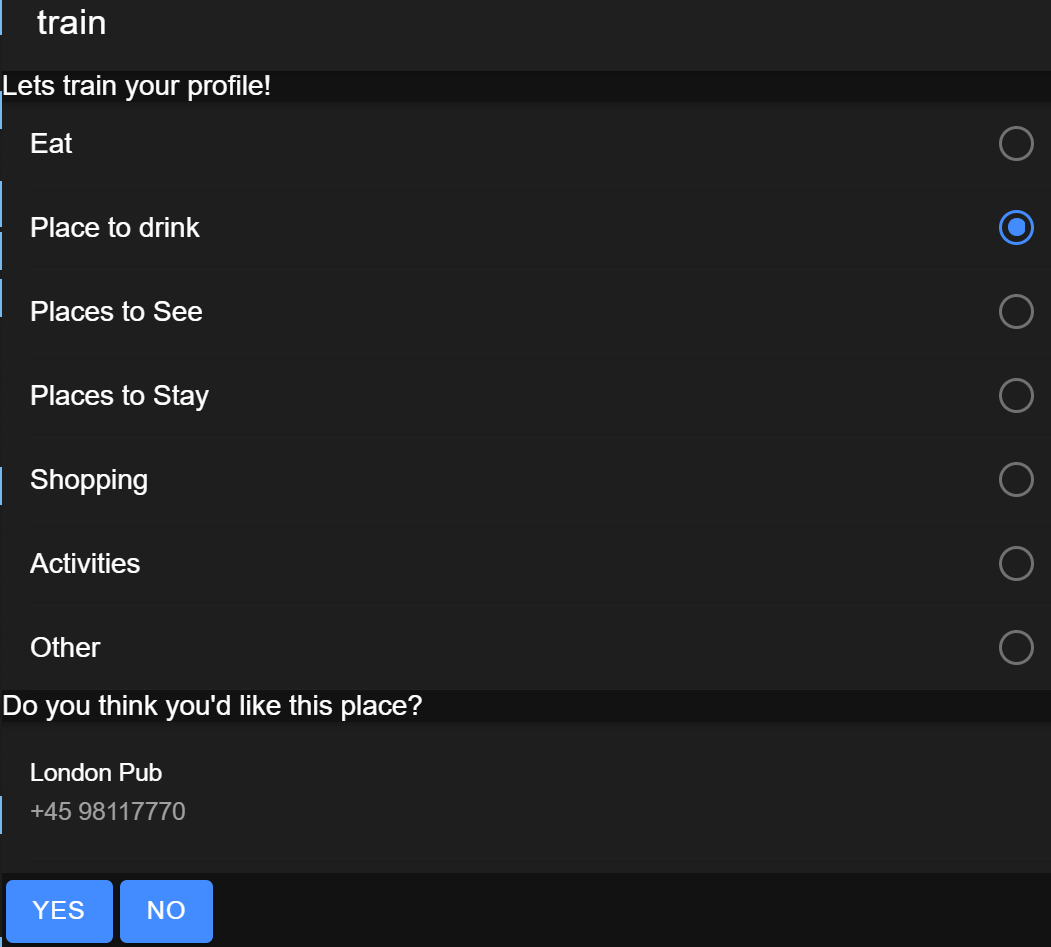 train
Lets train your profile!
Eat
Place to drink
Places to See
Places to Stay
Shopping
Activities
Other
Do you think you'd like this place?
London Pub
+45 98117770
YES NO